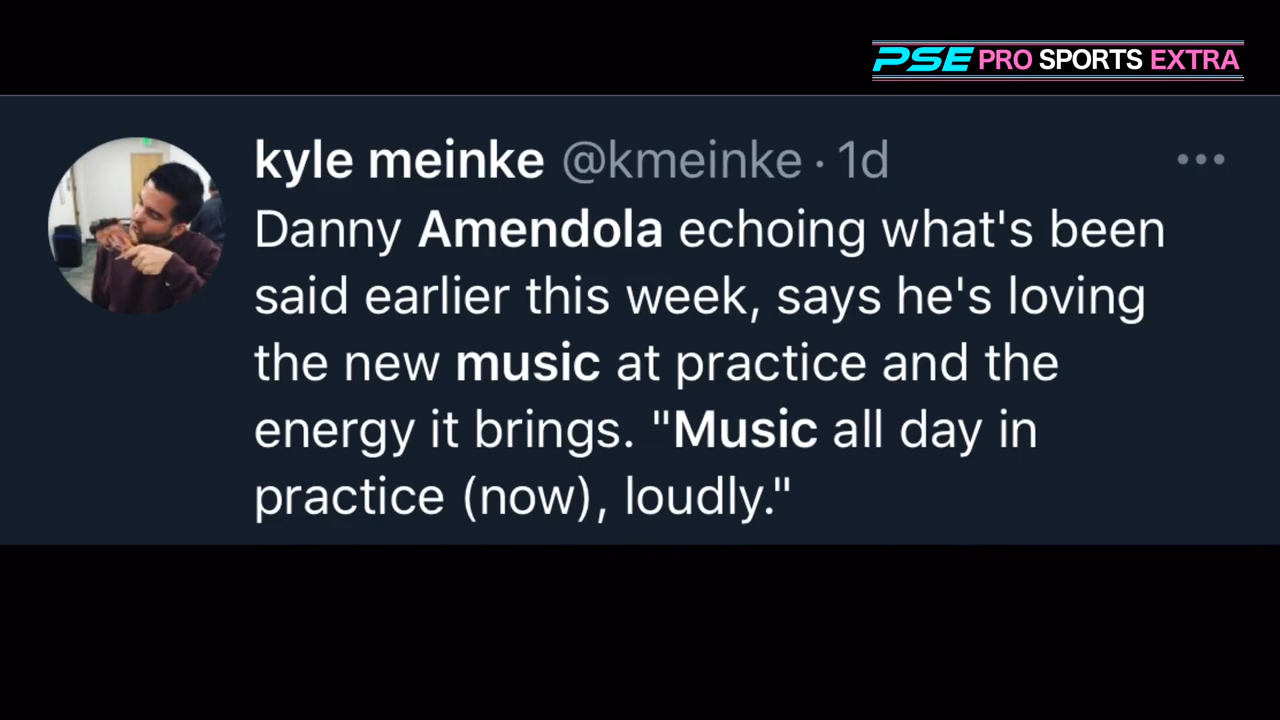 PSE PRO SPORTS EXTRA
kyle meinke @kmeinke · 1d
Danny Amendola echoing what's been
said earlier this week, says he's loving
the new music at practice and the
energy it brings. "Music all day in
practice (now), loudly."